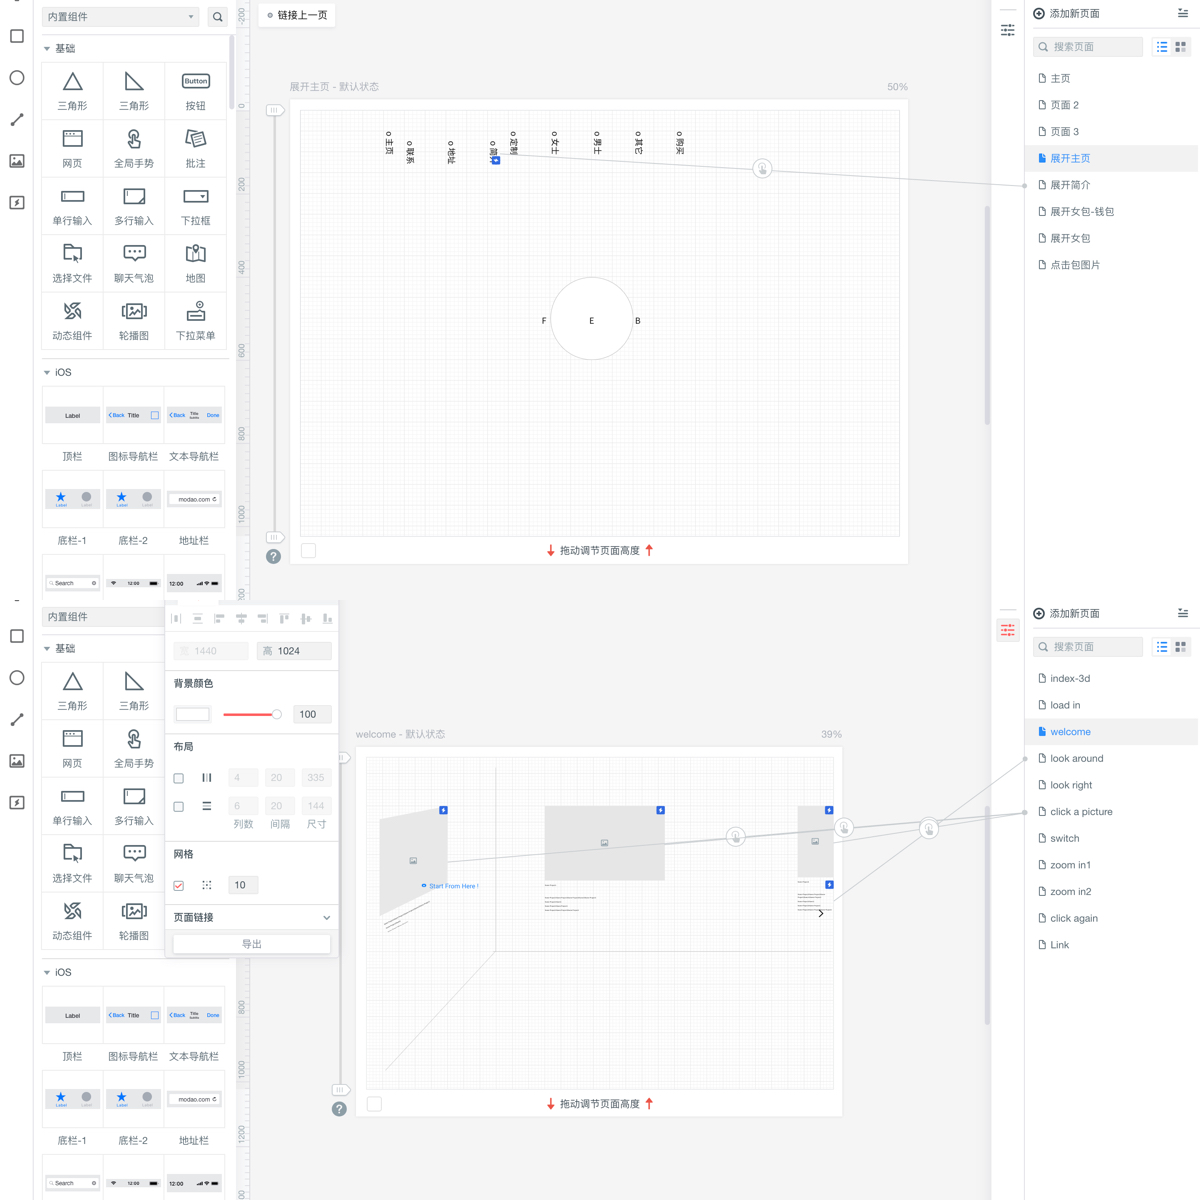 内置组件
基础
三角形 三角形 按钮
Button
网页 全局手势 批注
单行输入 多行输入 下拉框
选择文件 聊天气泡 地图
动态组件 轮播图 下拉菜单
iOS
Label
Back Title
Back Title Done
顶栏 图标导航栏 文本导航栏
Label Label
Label Label
modao.com
底栏-1 底栏-2 地址栏
Search
12:00
12:00
-200
0
200
400
600
800
1000
链接上一页
展开主页 - 默认状态
50%
主页
联系
地址
定制
女士
男士
其它
购买
F E B
拖动调节页面高度
添加新页面
搜索页面
主页
页面 2
页面 3
展开主页
展开简介
展开女包-钱包
展开女包
点击包图片
内置组件
基础
三角形 三角形
网页 全局手势
单行输入 多行输入
选择文件 聊天气泡
动态组件 轮播图
iOS
Label
Back Title
Back Title Done
顶栏 图标导航栏 文本导航栏
Label Label
Label Label
modao.com
底栏-1 底栏-2 地址栏
Search
12:00
12:00
宽 1440 高 1024
背景颜色
100
布局
4 20 335
6 20 144
列数 间隔 尺寸
网格
10
页面链接
导出
800
1000
1200
welcome - 默认状态
39%
Start From Here !
拖动调节页面高度
添加新页面
搜索页面
index-3d
load in
welcome
look around
look right
click a picture
switch
zoom in1
zoom in2
click again
Link